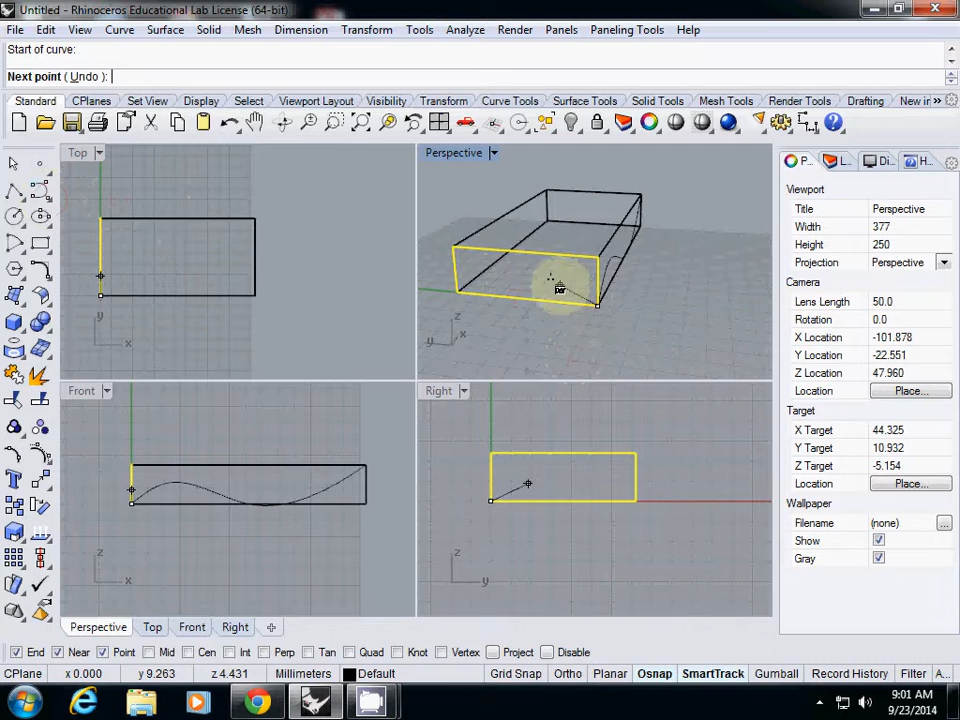 Untitled - Rhinoceros Educational Lab License (64-bit)
File Edit View Curve Surface Solid Mesh Dimension Transform Tools Analyze Render Panels Paneling Tools Help
Start of curve:
Next point ( Undo ):
Standard CPlanes Set View Display Select Viewport Layout Visibility Transform Curve Tools Surface Tools Solid Tools Mesh Tools Render Tools Drafting New in »
Top
Perspective
P... L... Di... H...
Viewport
Title Perspective
Width 377
Height 250
Projection Perspective
Camera
Lens Length 50.0
Rotation 0.0
X Location -101.878
Y Location -22.551
Z Location 47.960
Location Place...
Target
X Target 44.325
Y Target 10.932
Z Target -5.154
Location Place...
Wallpaper
Filename (none) ...
Show
Gray
y
x
z
x
y
Front
Right
z
x
z
y
Perspective Top Front Right
End Near Point Mid Cen Int Perp Tan Quad Knot Vertex Project Disable
CPlane x 0.000 y 9.263 z 4.431 Millimeters Default Grid Snap Ortho Planar Osnap SmartTrack Gumball Record History Filter A...
9:01 AM
9/23/2014